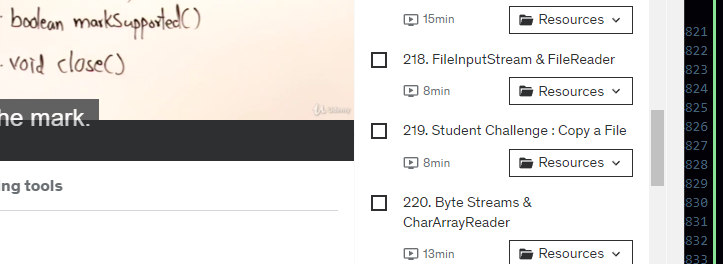 - boolean markSupported()
- void close()
he mark.
Udemy
ng tools
15min
Resources
218. FileInputStream & FileReader
8min
Resources
219. Student Challenge : Copy a File
8min
Resources
220. Byte Streams &
CharArrayReader
13min
Resources
821
822
823
824
825
826
827
828
829
830
831
832
833